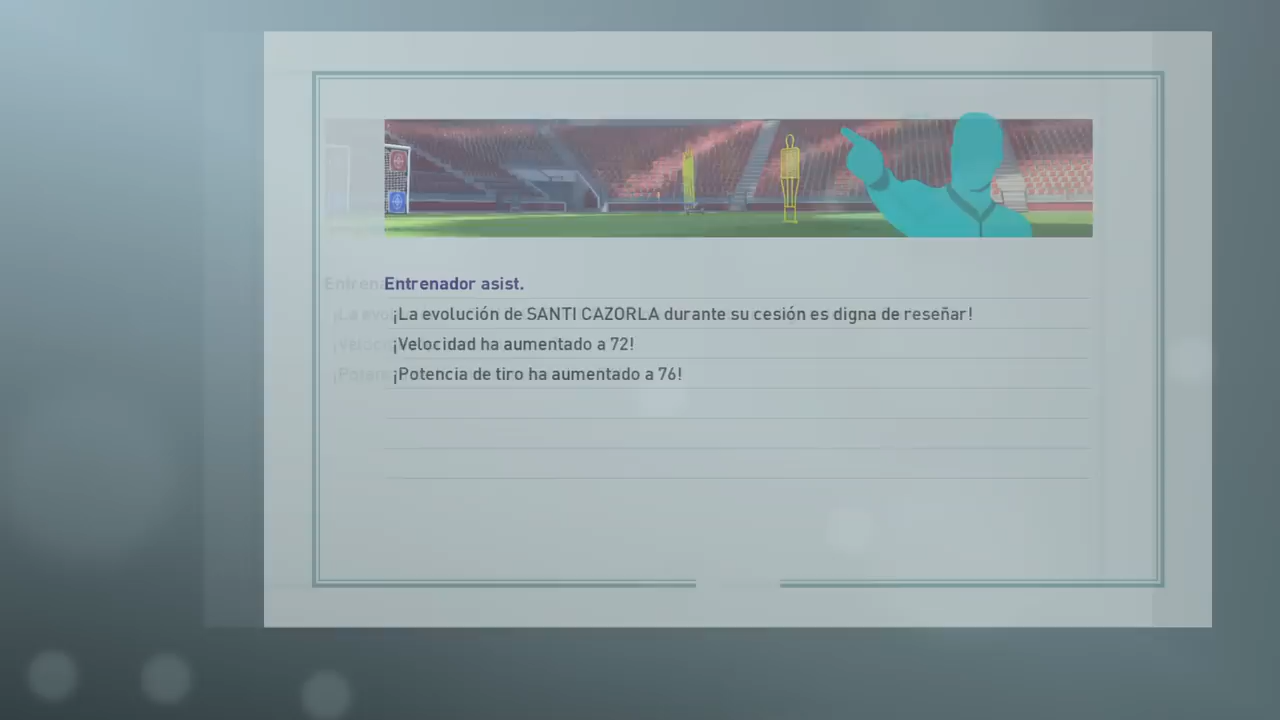 Entrenador asist.
¡La evolución de SANTI CAZORLA durante su cesión es digna de reseñar!
¡Velocidad ha aumentado a 72!
¡Potencia de tiro ha aumentado a 76!